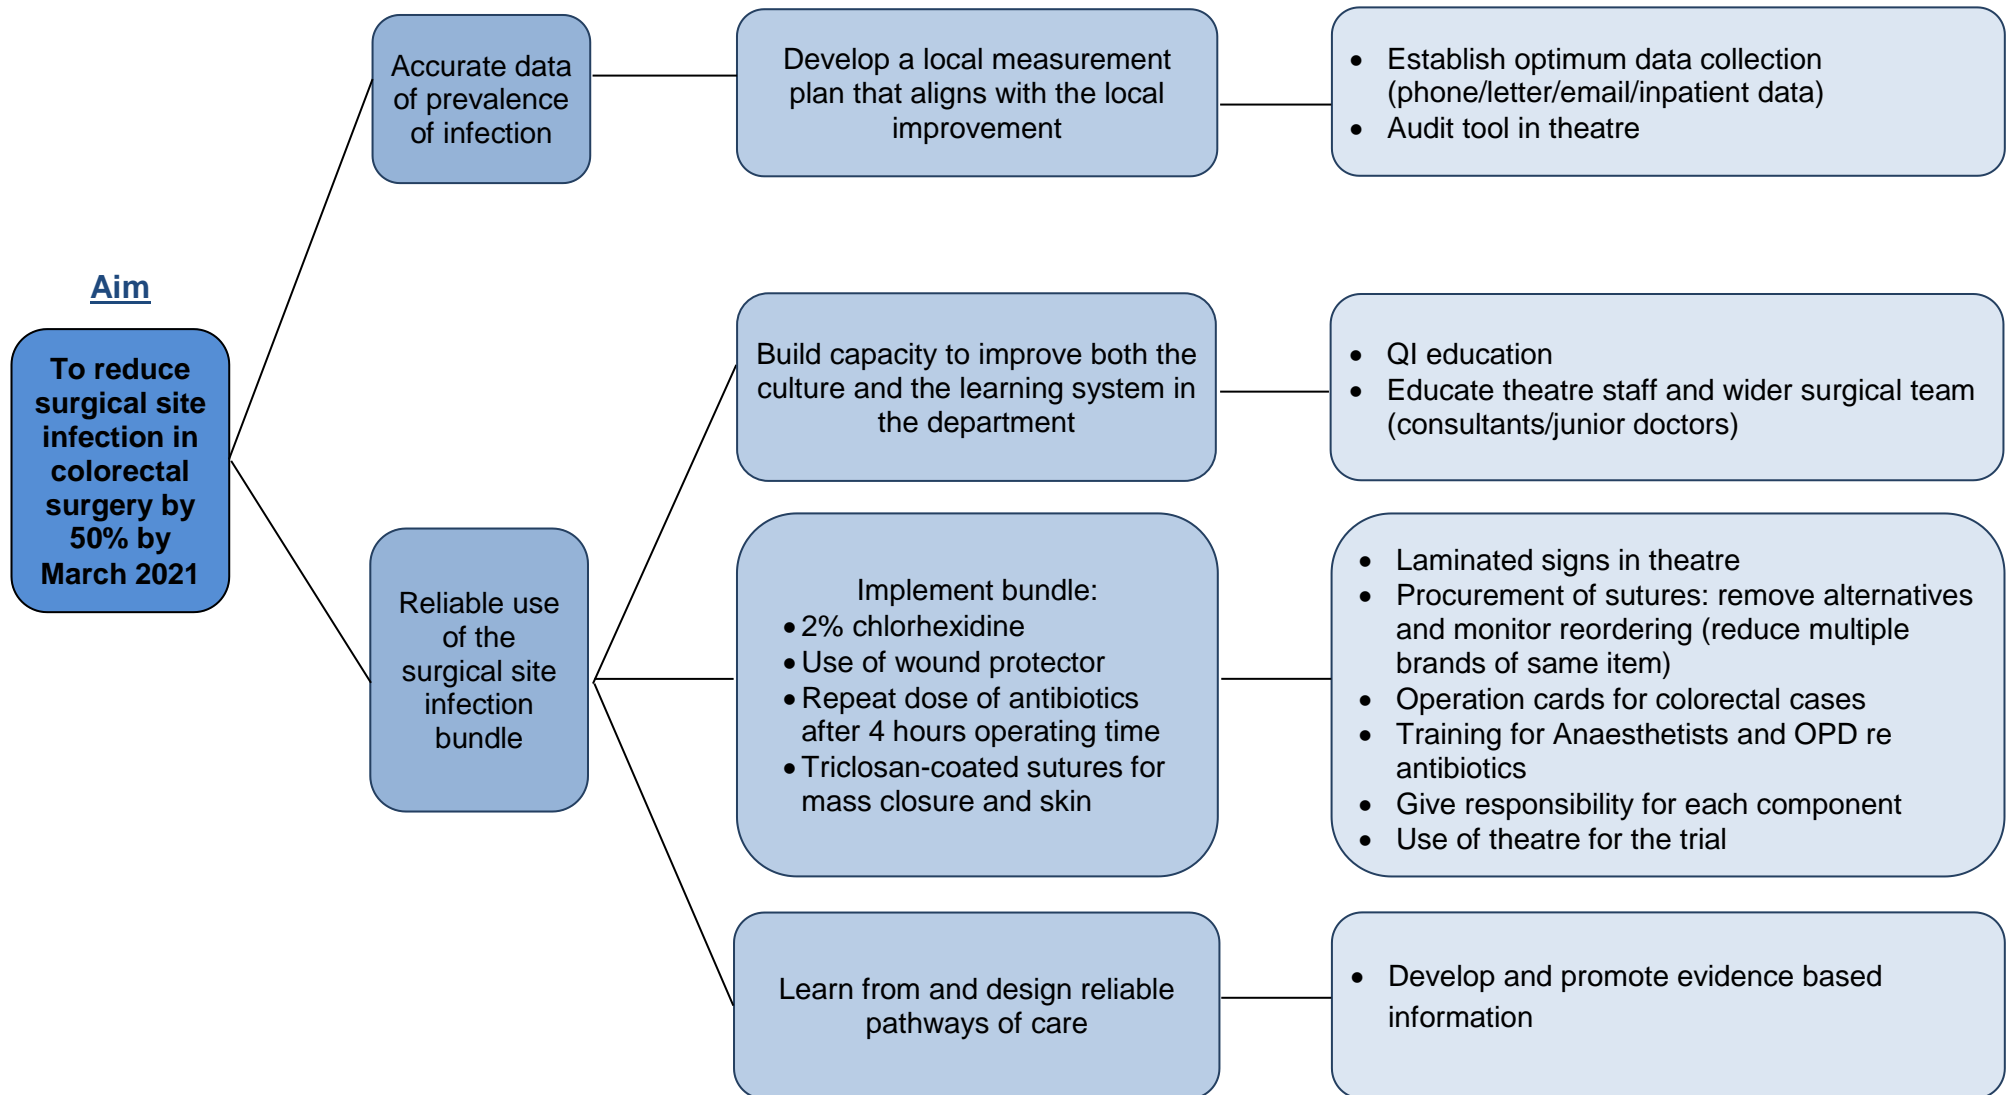 Accurate data
of prevalence
of infection
Develop a local measurement
plan that aligns with the local
improvement
• Establish optimum data collection
(phone/letter/email/inpatient data)
• Audit tool in theatre
Aim
To reduce
surgical site
infection in
colorectal
surgery by
50% by
March 2021
Reliable use
of the
surgical site
infection
bundle
Build capacity to improve both the
culture and the learning system in
the department
• QI education
• Educate theatre staff and wider surgical team
(consultants/junior doctors)
Implement bundle:
• 2% chlorhexidine
• Use of wound protector
• Repeat dose of antibiotics
after 4 hours operating time
• Triclosan-coated sutures for
mass closure and skin
• Laminated signs in theatre
• Procurement of sutures: remove alternatives
and monitor reordering (reduce multiple
brands of same item)
• Operation cards for colorectal cases
• Training for Anaesthetists and OPD re
antibiotics
• Give responsibility for each component
• Use of theatre for the trial
Learn from and design reliable
pathways of care
• Develop and promote evidence based
information